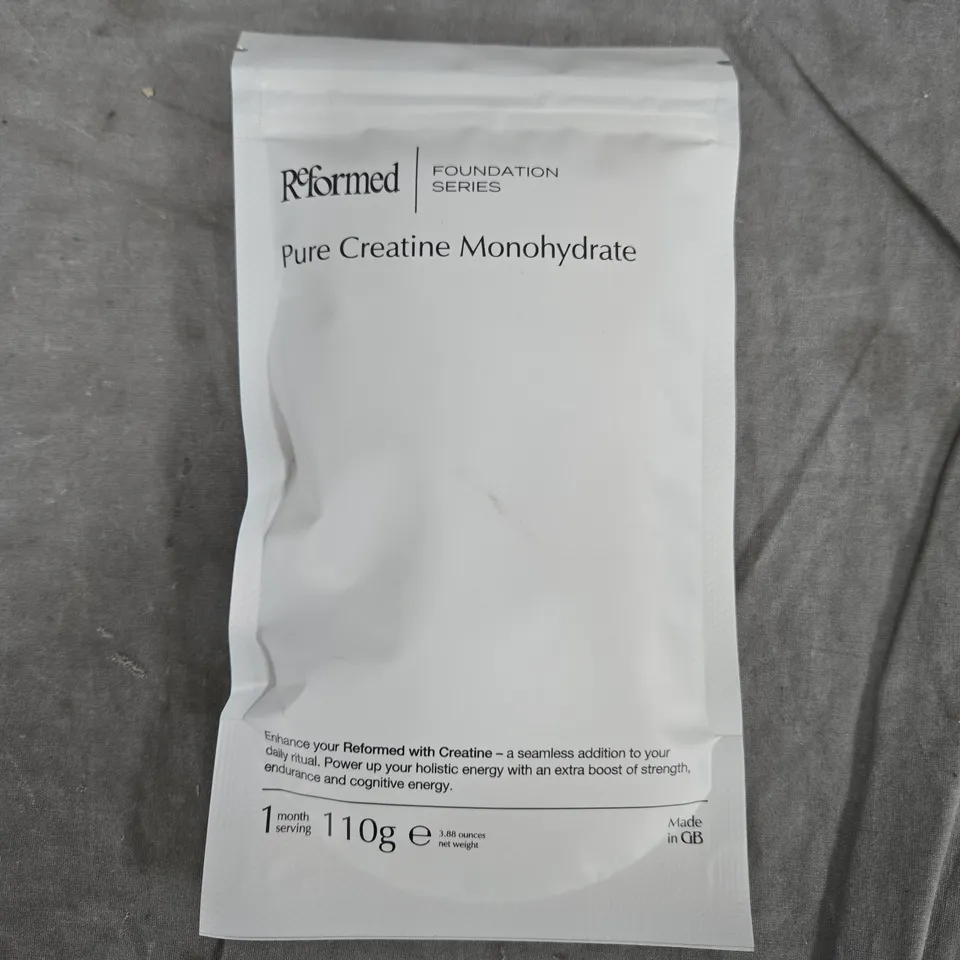 Reformed
FOUNDATION
SERIES
Pure Creatine Monohydrate
Enhance your Reformed with Creatine – a seamless addition to your
daily ritual. Power up your holistic energy with an extra boost of strength,
endurance and cognitive energy.
1 month
serving
110g ℮
3.88 ounces
net weight
Made
in GB